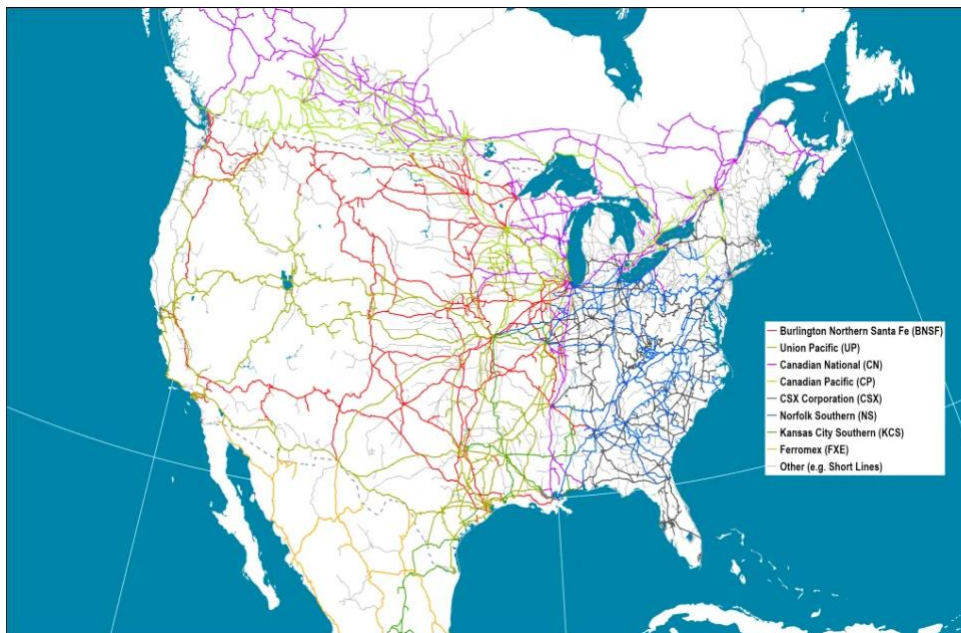 Burlington Northern Santa Fe (BNSF)
Union Pacific (UP)
Canadian National (CN)
Canadian Pacific (CP)
CSX Corporation (CSX)
Norfolk Southern (NS)
Kansas City Southern (KCS)
Ferromex (FXE)
Other (e.g. Short Lines)